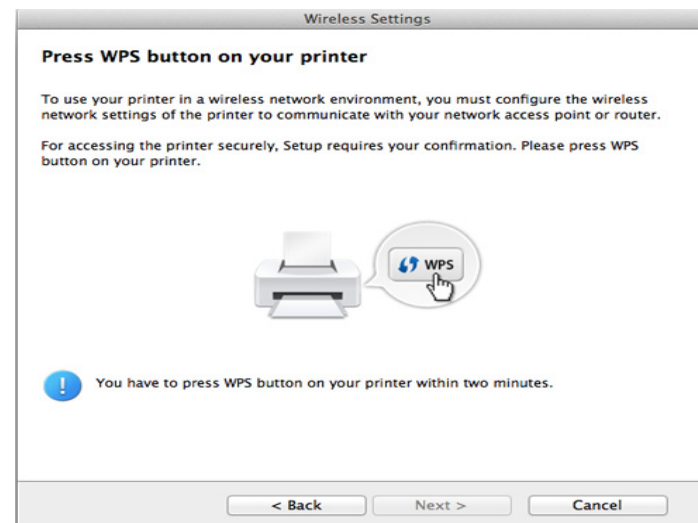 Wireless Settings
Press WPS button on your printer
To use your printer in a wireless network environment, you must configure the wireless
network settings of the printer to communicate with your network access point or router.
For accessing the printer securely, Setup requires your confirmation. Please press WPS
button on your printer.
WPS
You have to press WPS button on your printer within two minutes.
< Back Next > Cancel